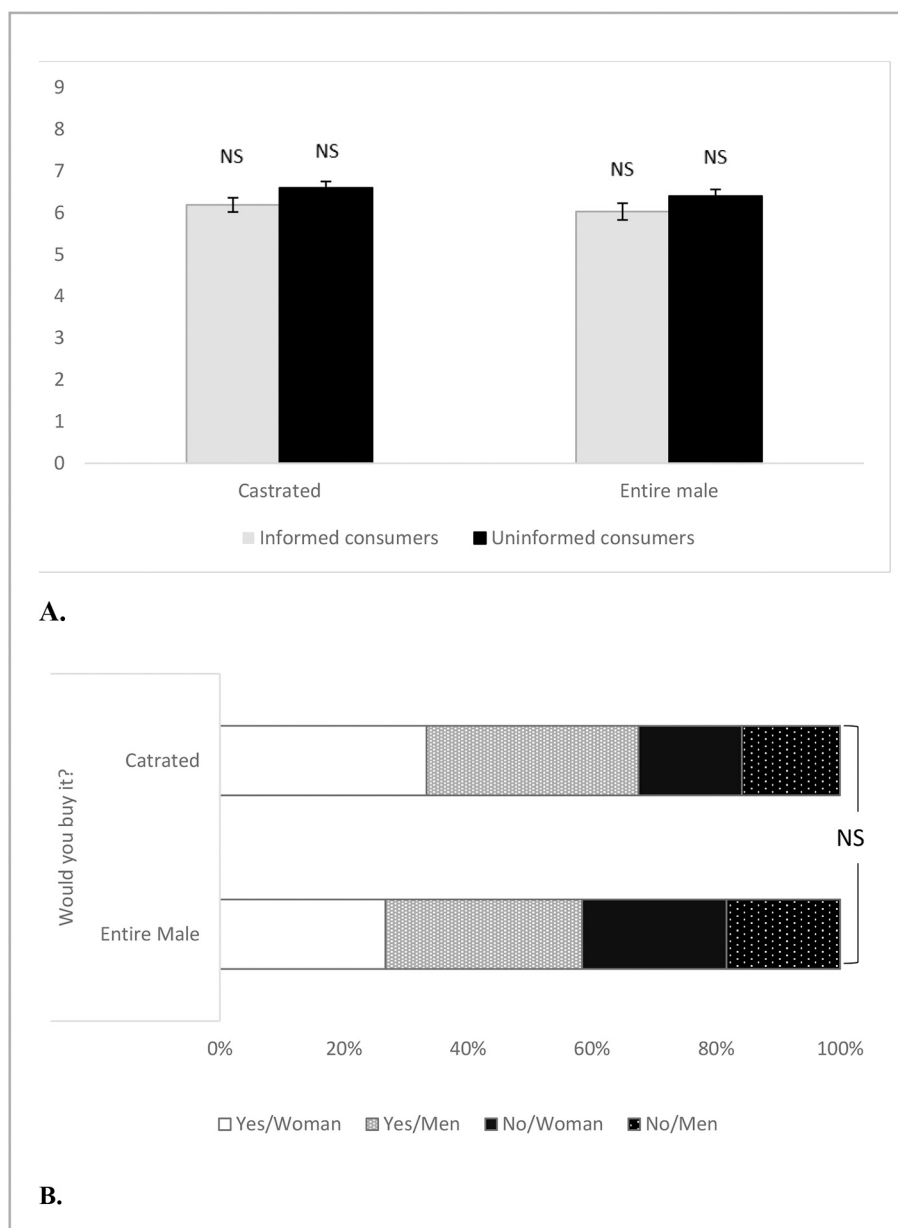 9
8
7
6
5
4
3
2
1
0
NS
NS
NS
NS
Castrated
Entire male
Informed consumers
Uninformed consumers
A.
Would you buy it?
Catrated
Entire Male
NS
0%
20%
40%
60%
80%
100%
Yes/Woman
Yes/Men
No/Woman
No/Men
B.